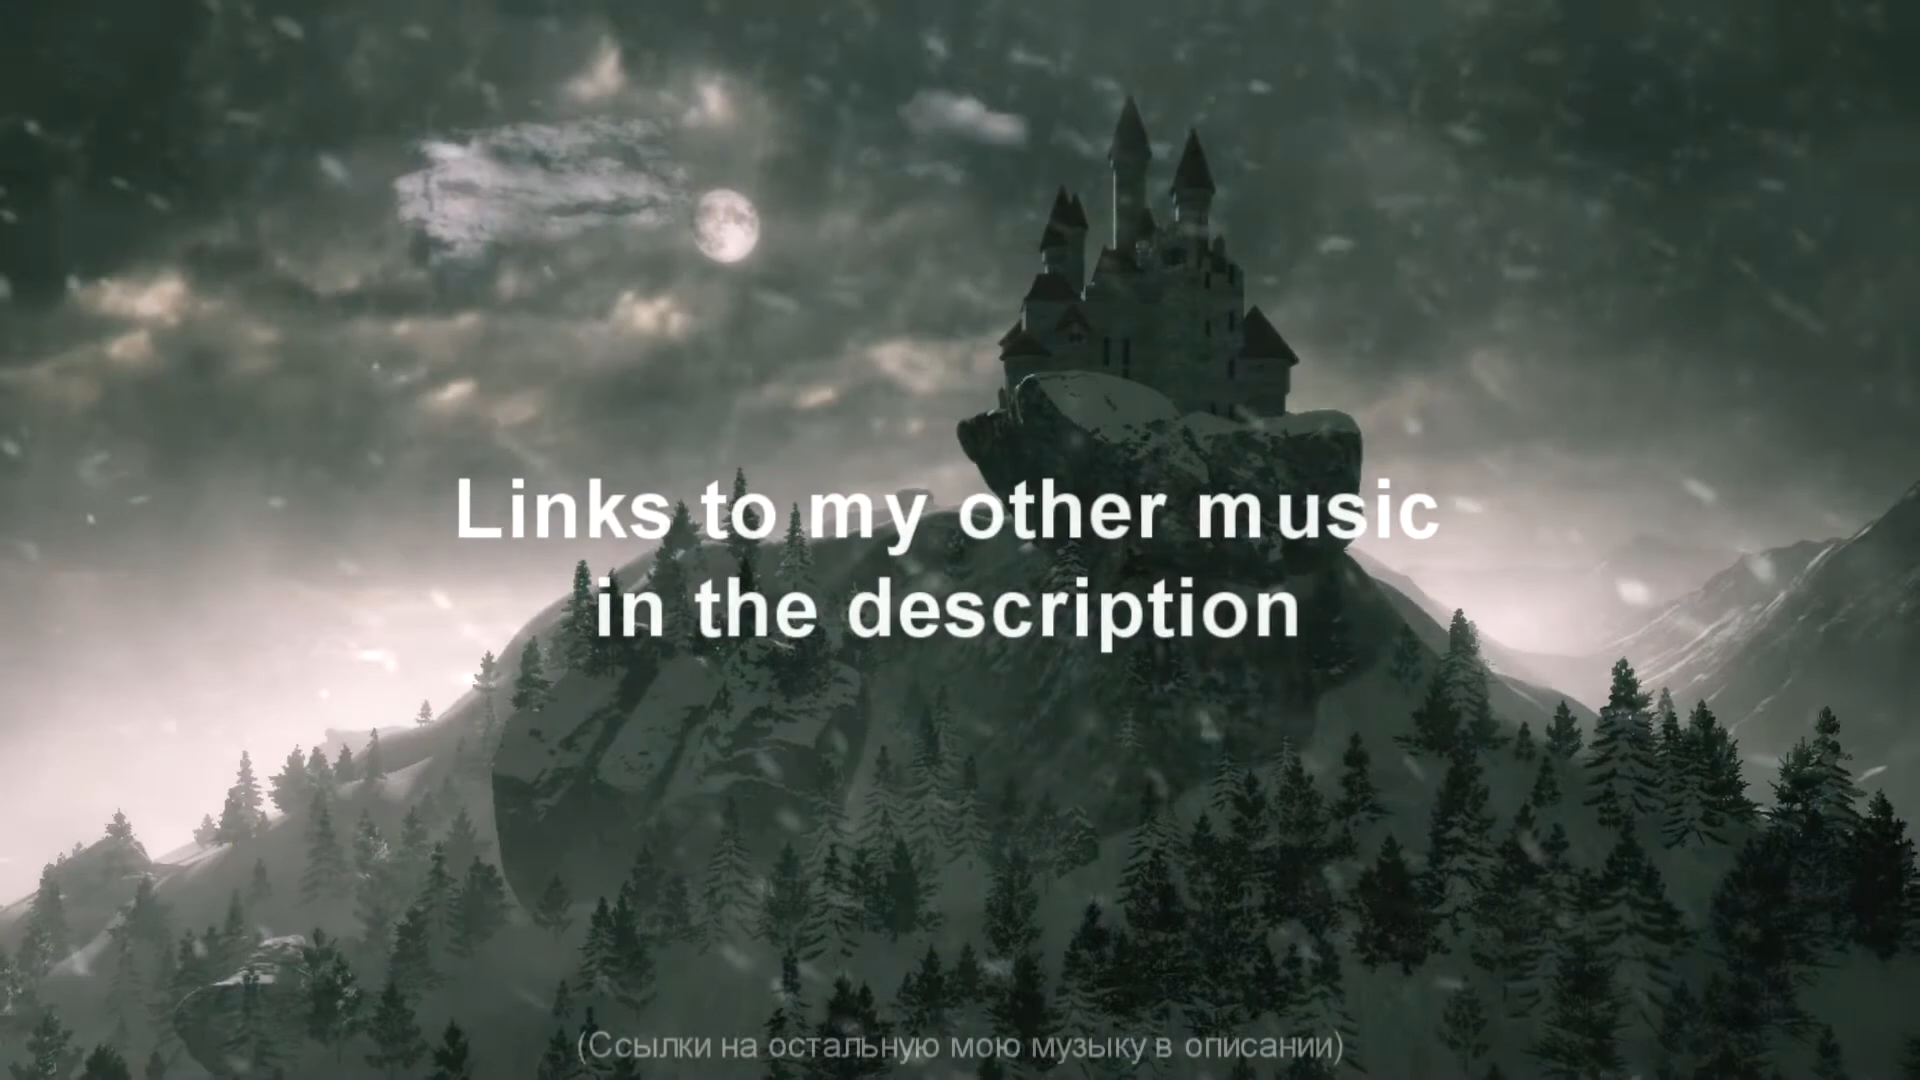 Links to my other music
in the description
(Ссылки на остальную мою музыку в описании)